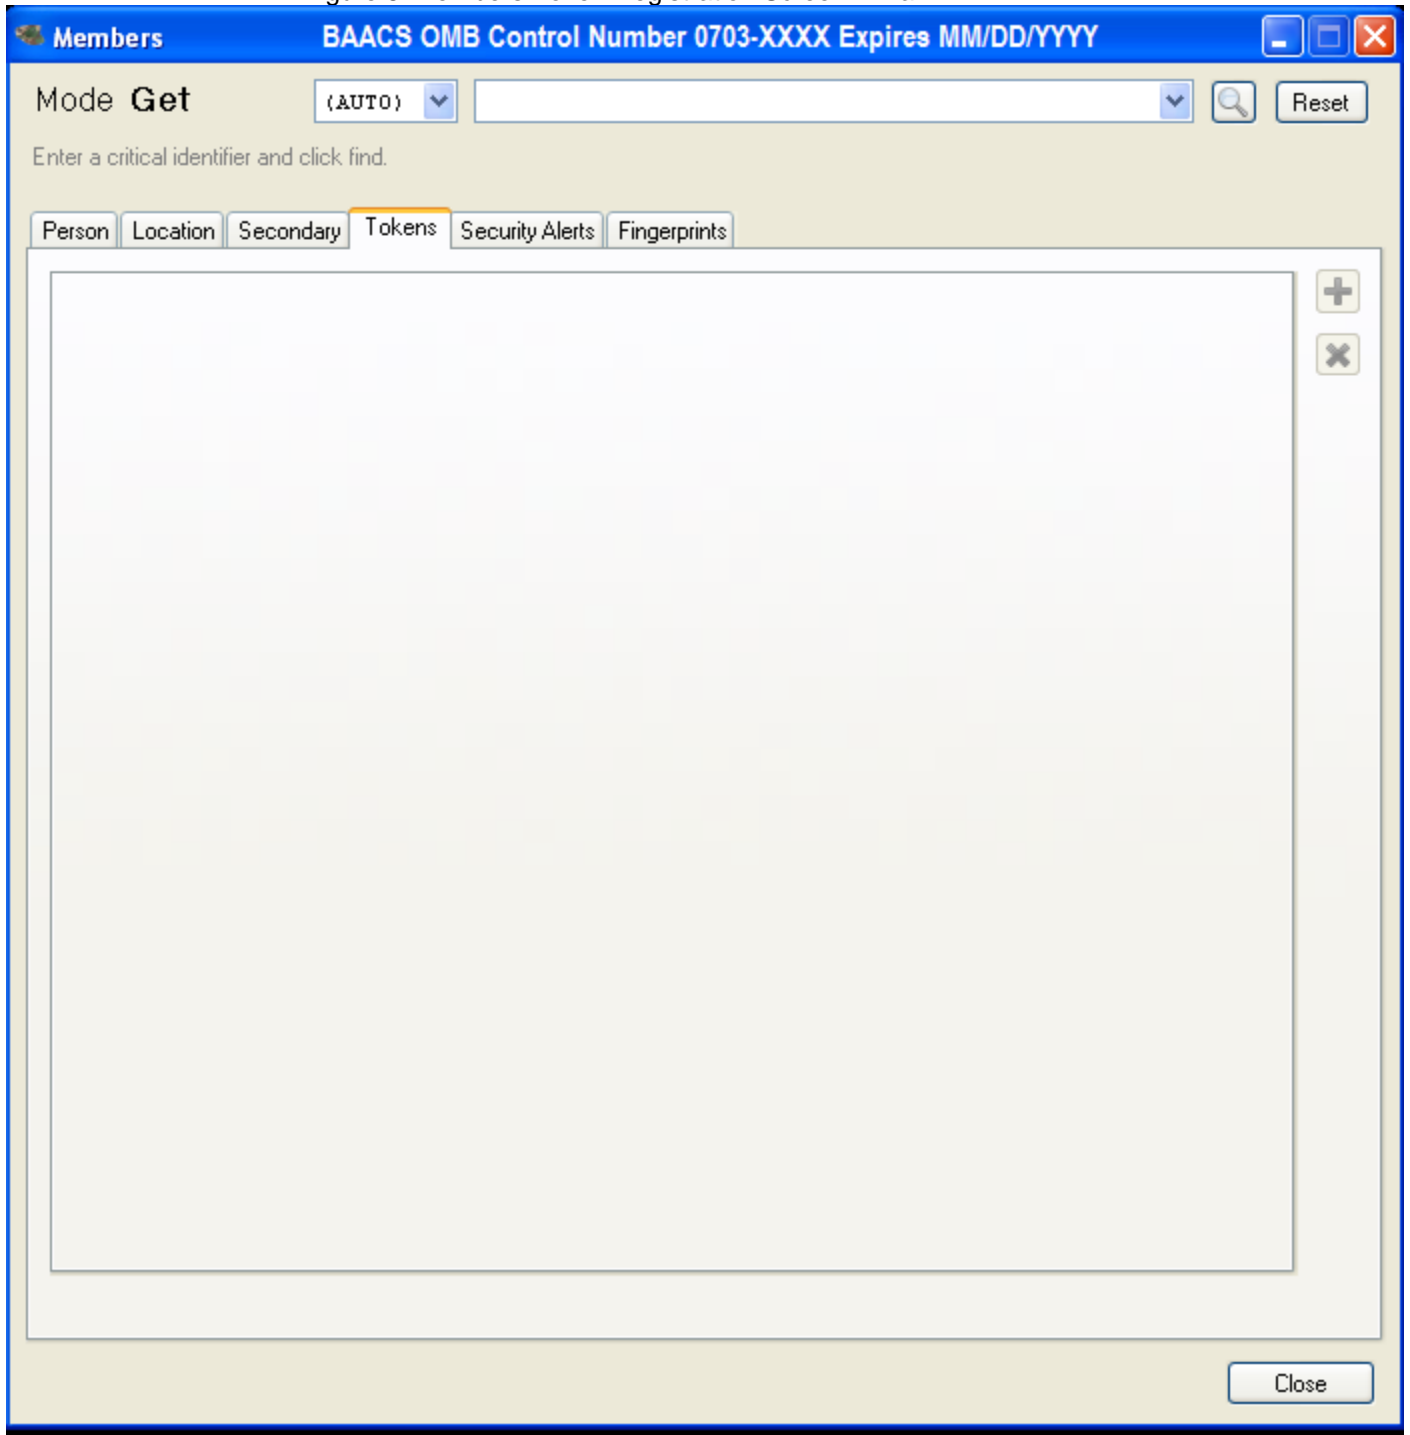 Members BAACS OMB Control Number 0703-XXXX Expires MM/DD/YYYY
Mode Get (AUTO) Reset
Enter a critical identifier and click find.
Person Location Secondary Tokens Security Alerts Fingerprints
Close